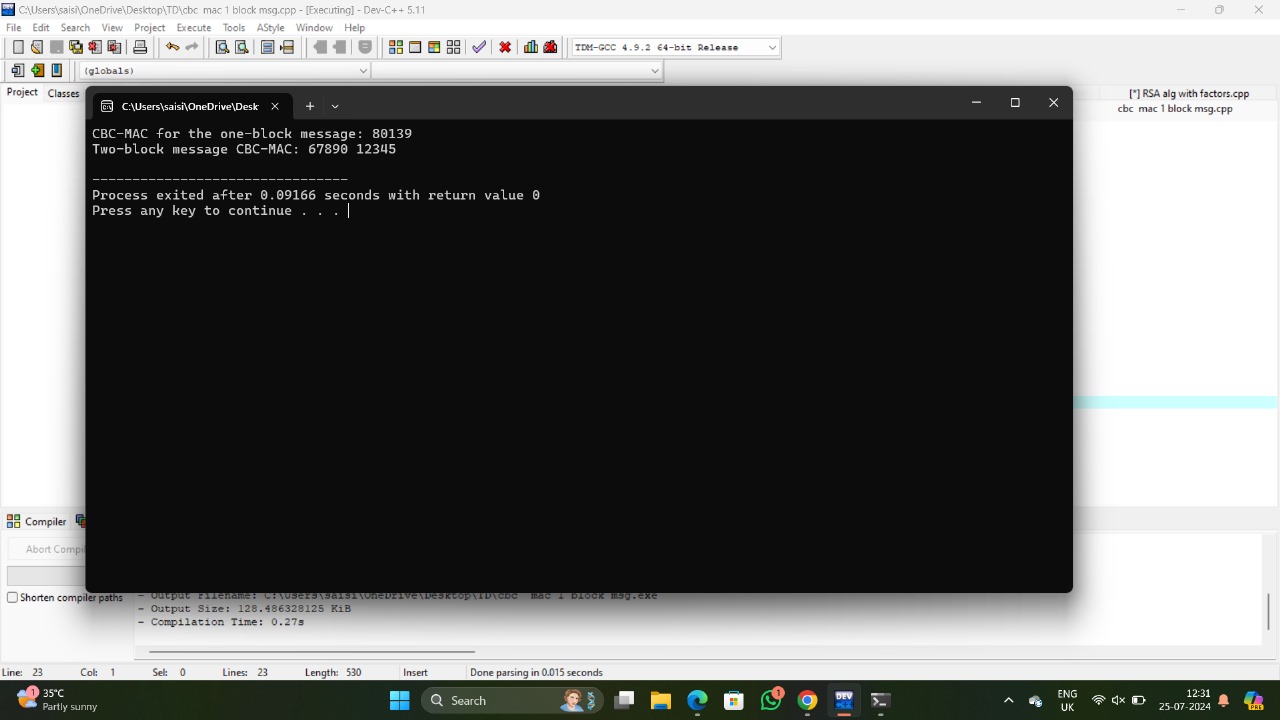 C:\Users\saisi\OneDrive\Desktop\TD\cbc mac 1 block msg.cpp - [Executing] - Dev-C++ 5.11
File Edit Search View Project Execute Tools AStyle Window Help
TDM-GCC 4.9.2 64-bit Release
(globals)
Project Classes
[*] RSA alg with factors.cpp
cbc mac 1 block msg.cpp
C:\Users\saisi\OneDrive\Desk
CBC-MAC for the one-block message: 80139
Two-block message CBC-MAC: 67890 12345
--------------------------------
Process exited after 0.09166 seconds with return value 0
Press any key to continue . . .
Compiler
Abort Compil
Shorten compiler paths
- Output Filename: C:\Users\saisi\OneDrive\Desktop\TD\cbc mac 1 block msg.exe
- Output Size: 128.486328125 KiB
- Compilation Time: 0.27s
Line: 23 Col: 1 Sel: 0 Lines: 23 Length: 530 Insert Done parsing in 0.015 seconds
1 35°C
Partly sunny
Search
DEV
1
ENG
UK
12:31
25-07-2024
PRE